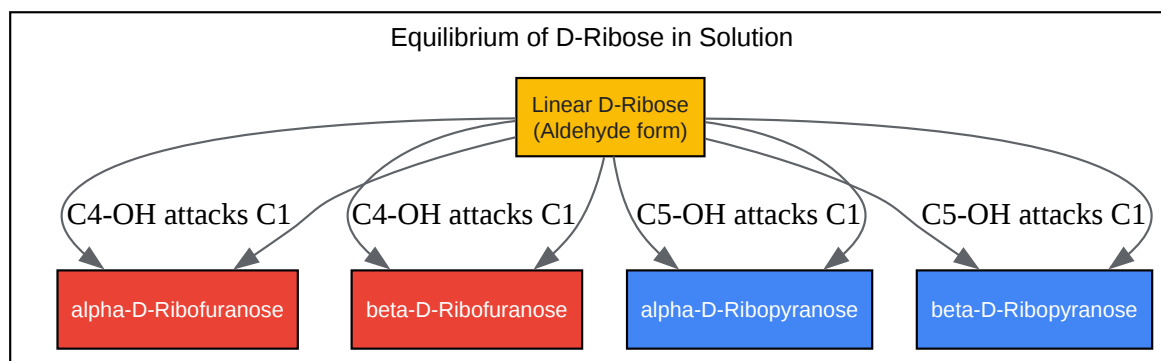 Equilibrium of D-Ribose in Solution
Linear D-Ribose
(Aldehyde form)
C4-OH attacks C1
C4-OH attacks C1
C5-OH attacks C1
C5-OH attacks C1
alpha-D-Ribofuranose
beta-D-Ribofuranose
alpha-D-Ribopyranose
beta-D-Ribopyranose